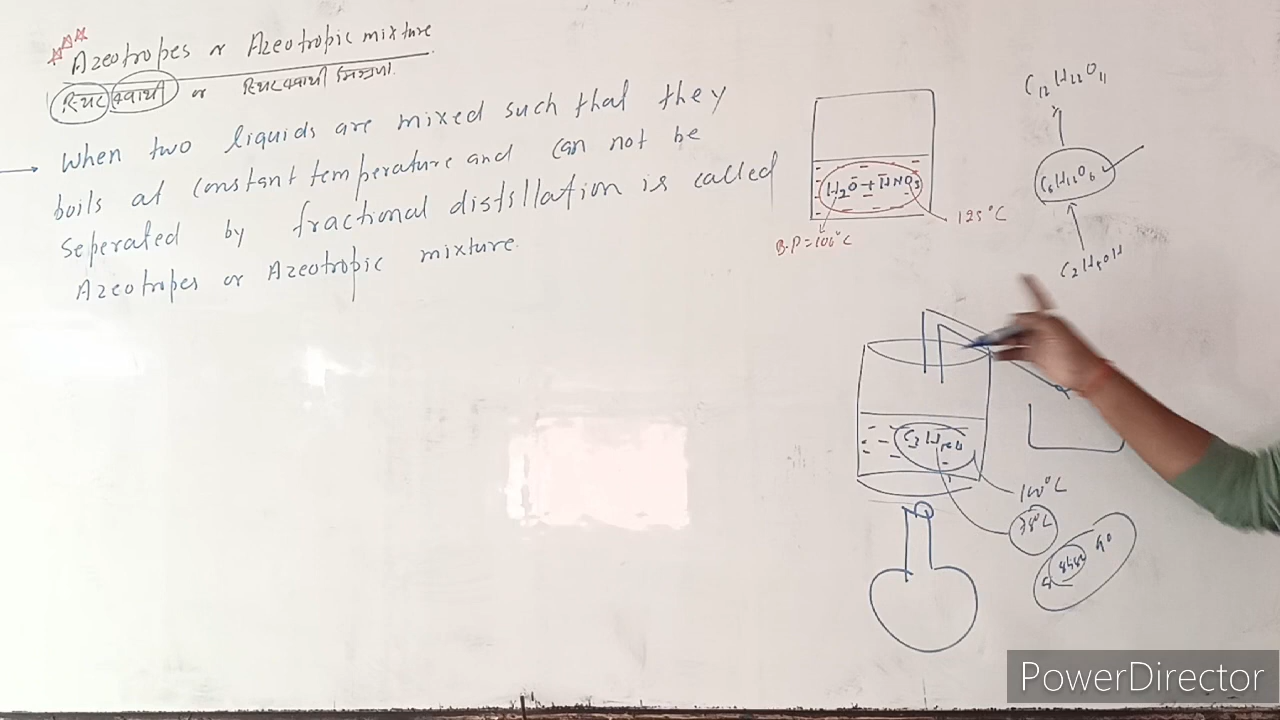 Azeotropes or Azeotropic mixture
स्थिर क्वाथी or स्थिर क्वाथी मिश्रण.
→ When two liquids are mixed such that they
boils at constant temperature and can not be
seperated by fractional distillation is called
Azeotropes or Azeotropic mixture.
H₂O + HNO₃
B.P = 100°C
125°C
C₁₂H₂₂O₁₁
C₆H₁₂O₆
C₂H₅OH
100°C
78°C
PowerDirector